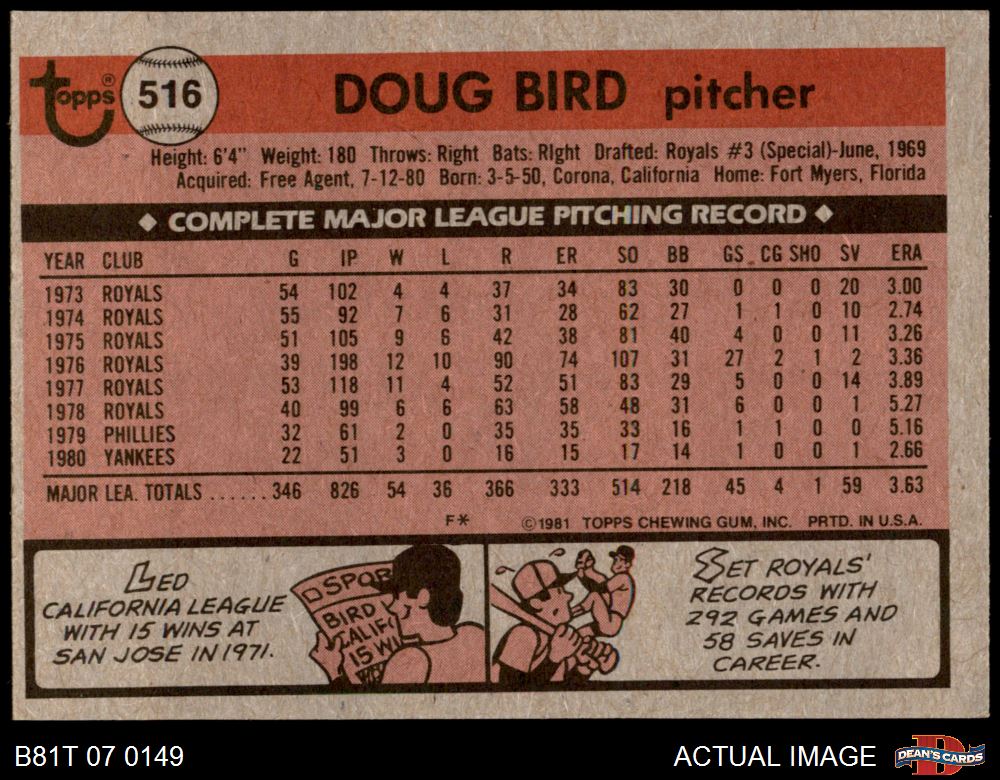 Topps® 516 DOUG BIRD pitcher
Height: 6'4" Weight: 180 Throws: Right Bats: RIght Drafted: Royals #3 (Special)-June, 1969
Acquired: Free Agent, 7-12-80 Born: 3-5-50, Corona, California Home: Fort Myers, Florida
◆ COMPLETE MAJOR LEAGUE PITCHING RECORD ◆
YEAR CLUB G IP W L R ER SO BB GS CG SHO SV ERA
1973 ROYALS 54 102 4 4 37 34 83 30 0 0 0 20 3.00
1974 ROYALS 55 92 7 6 31 28 62 27 1 1 0 10 2.74
1975 ROYALS 51 105 9 6 42 38 81 40 4 0 0 11 3.26
1976 ROYALS 39 198 12 10 90 74 107 31 27 2 1 2 3.36
1977 ROYALS 53 118 11 4 52 51 83 29 5 0 0 14 3.89
1978 ROYALS 40 99 6 6 63 58 48 31 6 0 0 1 5.27
1979 PHILLIES 32 61 2 0 35 35 33 16 1 1 0 0 5.16
1980 YANKEES 22 51 3 0 16 15 17 14 1 0 0 1 2.66
MAJOR LEA. TOTALS ...... 346 826 54 36 366 333 514 218 45 4 1 59 3.63
F* ©1981 TOPPS CHEWING GUM, INC. PRTD. IN U.S.A.
LED
CALIFORNIA LEAGUE
WITH 15 WINS AT
SAN JOSE IN 1971.
SPOR
BIRD
CALIF
15 WI
SET ROYALS'
RECORDS WITH
292 GAMES AND
58 SAVES IN
CAREER.
B81T 07 0149 ACTUAL IMAGE DEAN'S CARDS